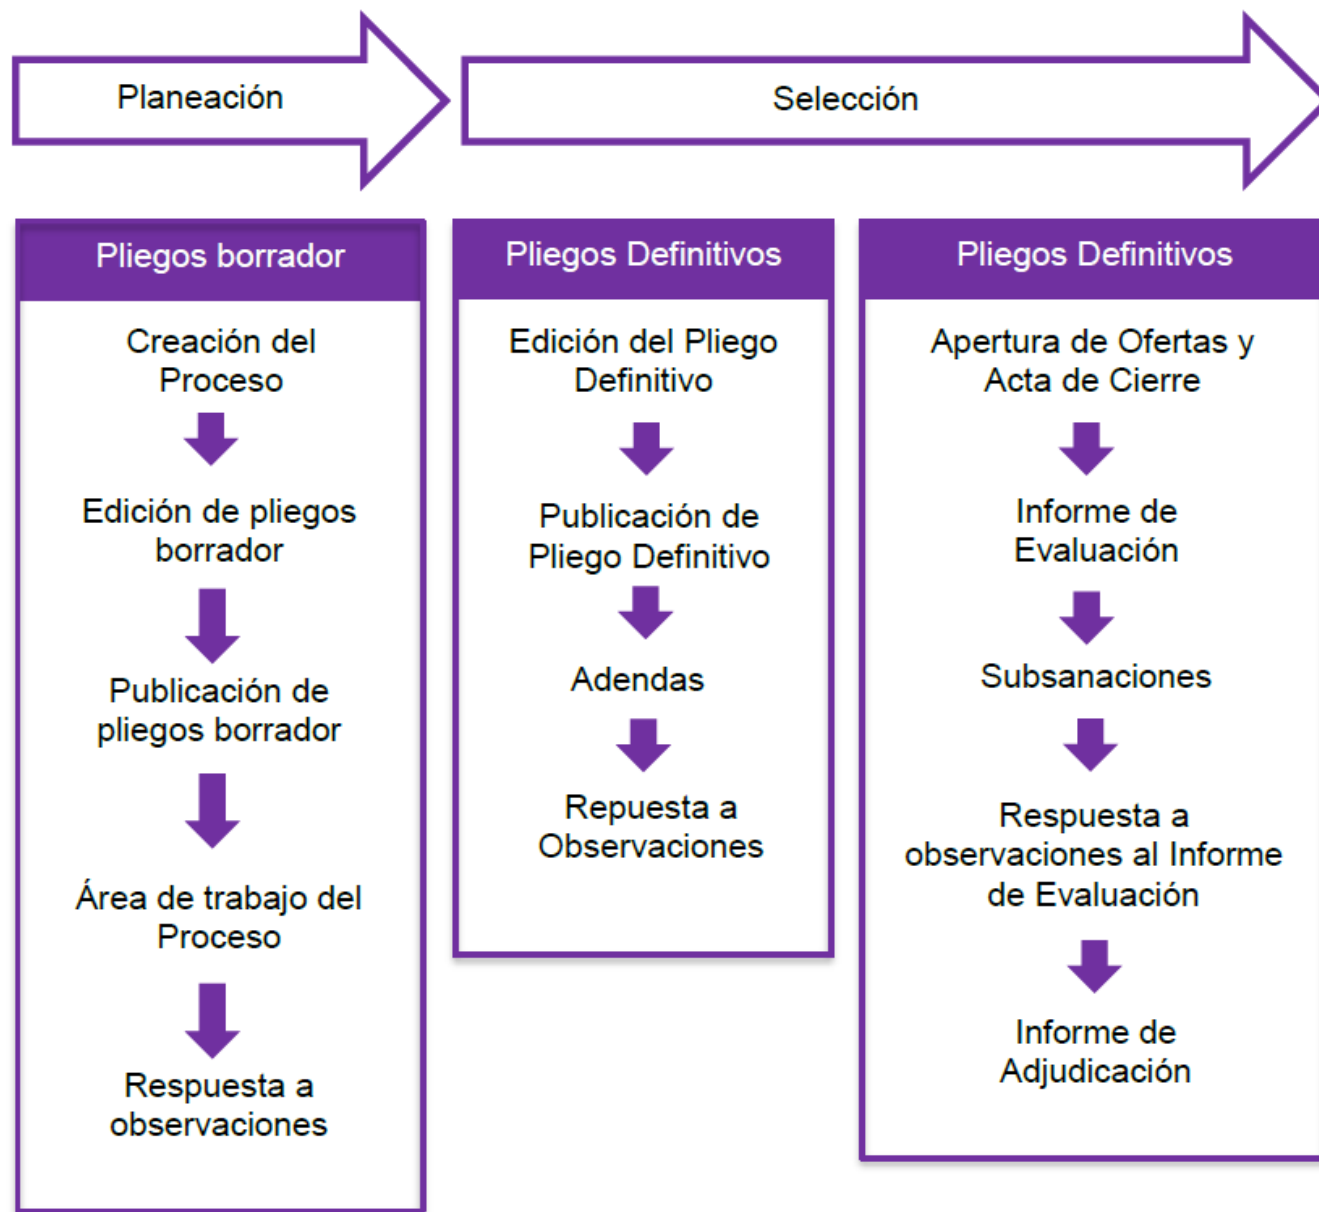 Planeación
Selección
Pliegos borrador
Creación del
Proceso
Edición de pliegos
borrador
Publicación de
pliegos borrador
Área de trabajo del
Proceso
Respuesta a
observaciones
Pliegos Definitivos
Edición del Pliego
Definitivo
Publicación de
Pliego Definitivo
Adendas
Repuesta a
Observaciones
Pliegos Definitivos
Apertura de Ofertas y
Acta de Cierre
Informe de
Evaluación
Subsanaciones
Respuesta a
observaciones al Informe
de Evaluación
Informe de
Adjudicación